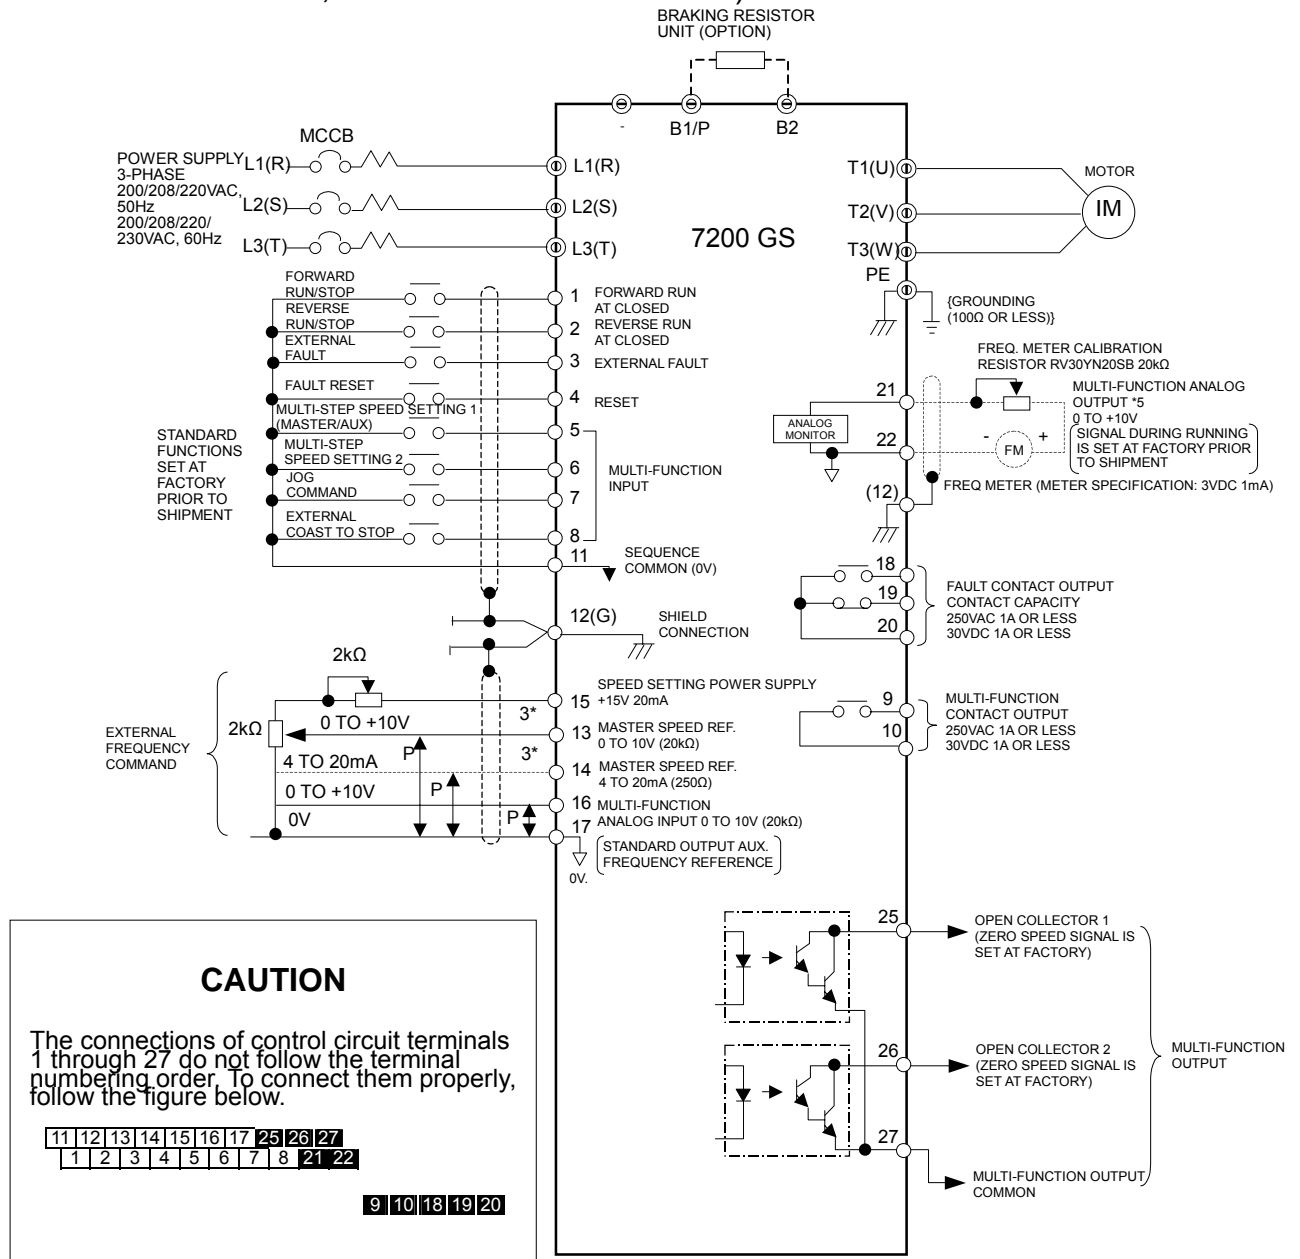 BRAKING RESISTOR
UNIT (OPTION)
-
B1/P
B2
MCCB
POWER SUPPLY
3-PHASE
200/208/220VAC,
50Hz
200/208/220/
230VAC, 60Hz
L1(R)
L2(S)
L3(T)
L1(R)
L2(S)
L3(T)
7200 GS
T1(U)
T2(V)
T3(W)
PE
MOTOR
IM
{GROUNDING
(100Ω OR LESS)}
FORWARD
RUN/STOP
REVERSE
RUN/STOP
EXTERNAL
FAULT
FAULT RESET
MULTI-STEP SPEED SETTING 1
(MASTER/AUX)
MULTI-STEP
SPEED SETTING 2
JOG
COMMAND
EXTERNAL
COAST TO STOP
STANDARD
FUNCTIONS
SET AT
FACTORY
PRIOR TO
SHIPMENT
1 FORWARD RUN
AT CLOSED
2 REVERSE RUN
AT CLOSED
3 EXTERNAL FAULT
4 RESET
5
6
7
8
MULTI-FUNCTION
INPUT
11 SEQUENCE
COMMON (0V)
12(G) SHIELD
CONNECTION
FREQ. METER CALIBRATION
RESISTOR RV30YN20SB 20kΩ
21
22
ANALOG
MONITOR
MULTI-FUNCTION ANALOG
OUTPUT *5
0 TO +10V
SIGNAL DURING RUNNING
IS SET AT FACTORY PRIOR
TO SHIPMENT
- FM +
(12)
FREQ METER (METER SPECIFICATION: 3VDC 1mA)
18
19
20
FAULT CONTACT OUTPUT
CONTACT CAPACITY
250VAC 1A OR LESS
30VDC 1A OR LESS
9
10
MULTI-FUNCTION
CONTACT OUTPUT
250VAC 1A OR LESS
30VDC 1A OR LESS
EXTERNAL
FREQUENCY
COMMAND
2kΩ
2kΩ
0 TO +10V
4 TO 20mA
0 TO +10V
0V
P
P
P
3*
3*
15 SPEED SETTING POWER SUPPLY
+15V 20mA
13 MASTER SPEED REF.
0 TO 10V (20kΩ)
14 MASTER SPEED REF.
4 TO 20mA (250Ω)
16 MULTI-FUNCTION
ANALOG INPUT 0 TO 10V (20kΩ)
17
STANDARD OUTPUT AUX.
FREQUENCY REFERENCE
0V.
25
OPEN COLLECTOR 1
(ZERO SPEED SIGNAL IS
SET AT FACTORY)
26
OPEN COLLECTOR 2
(ZERO SPEED SIGNAL IS
SET AT FACTORY)
27
MULTI-FUNCTION OUTPUT
COMMON
MULTI-FUNCTION
OUTPUT
CAUTION
The connections of control circuit terminals
1 through 27 do not follow the terminal
numbering order. To connect them properly,
follow the figure below.
11 12 13 14 15 16 17 25 26 27
1 2 3 4 5 6 7 8 21 22
9 10 18 19 20